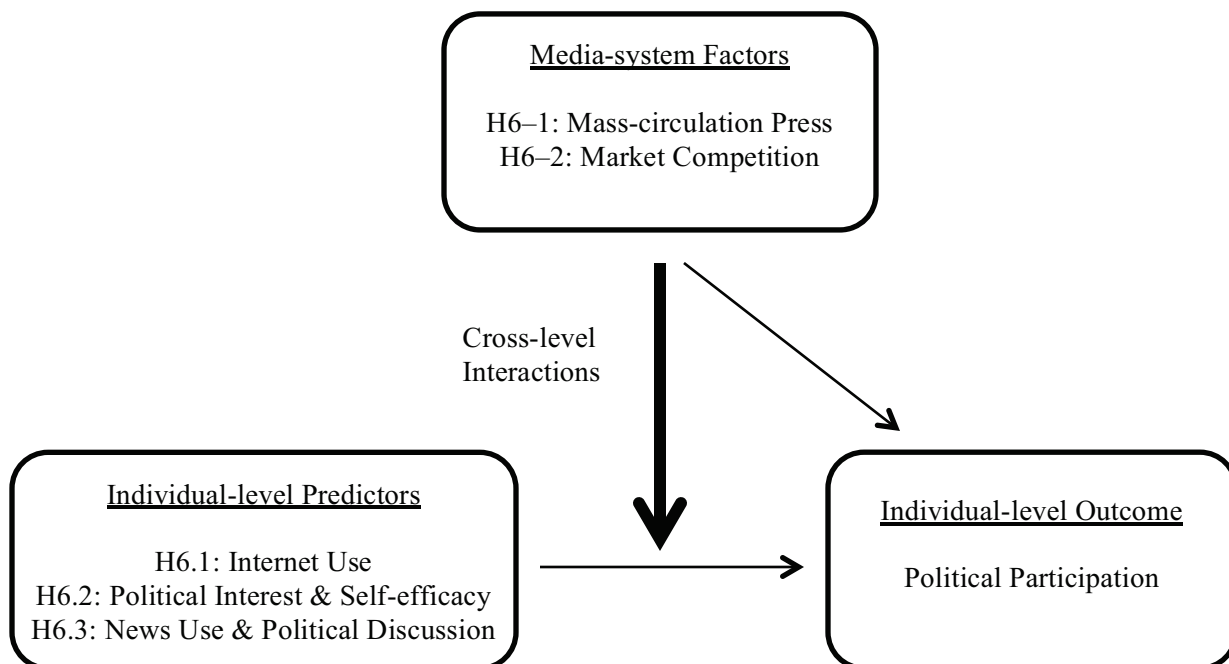 Media-system Factors
H6–1: Mass-circulation Press
H6–2: Market Competition
Cross-level
Interactions
Individual-level Predictors
H6.1: Internet Use
H6.2: Political Interest & Self-efficacy
H6.3: News Use & Political Discussion
Individual-level Outcome
Political Participation